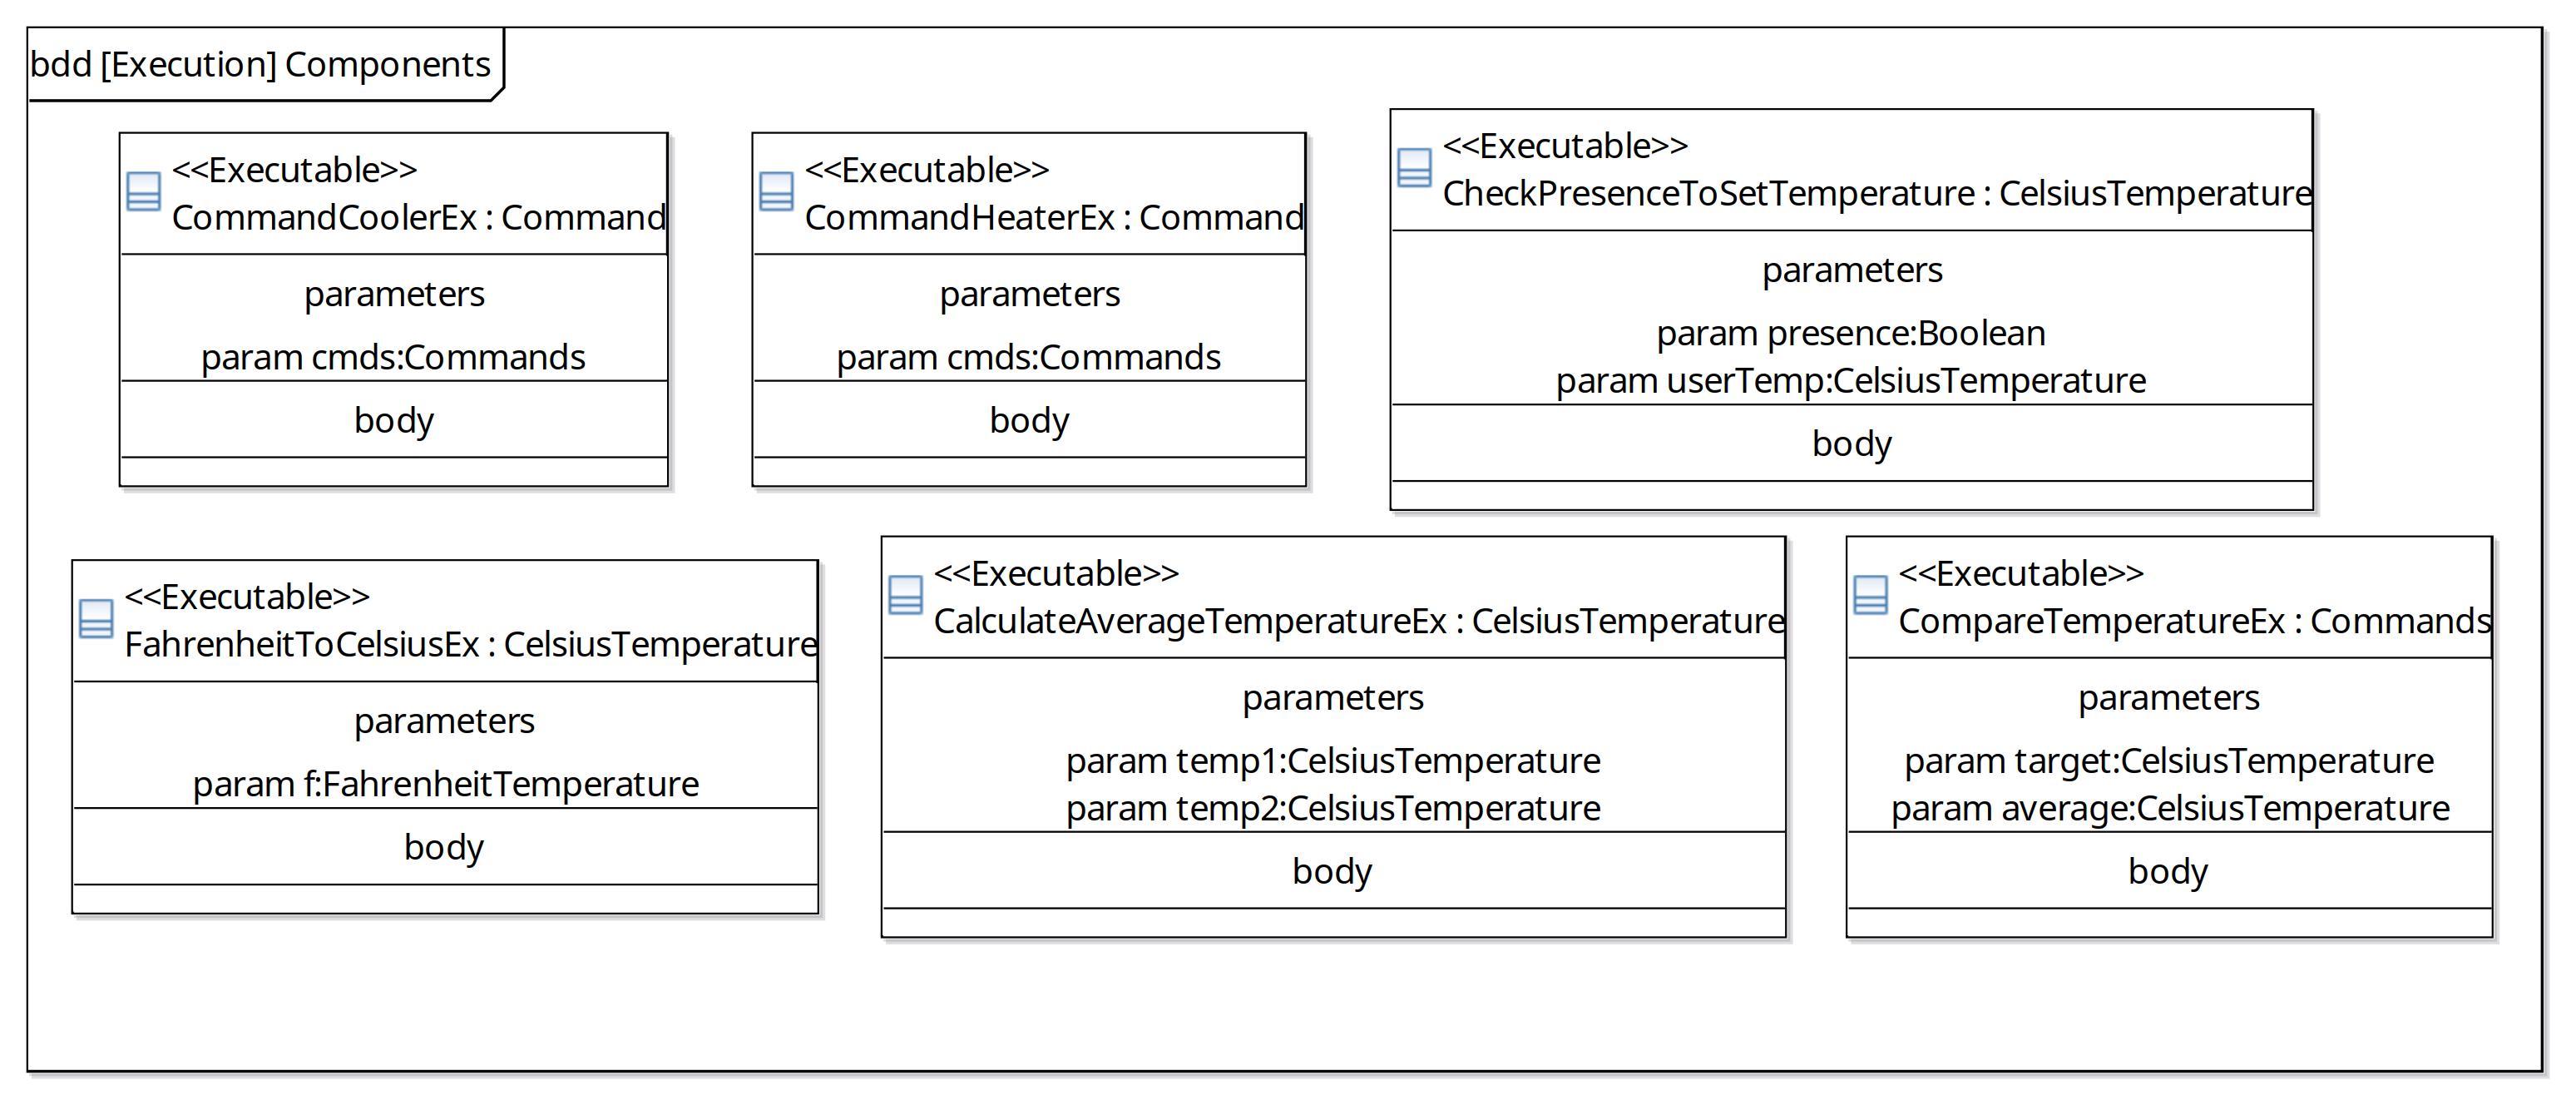 bdd [Execution] Components
<<Executable>>
CommandCoolerEx : Command
parameters
param cmds:Commands
body
<<Executable>>
CommandHeaterEx : Command
parameters
param cmds:Commands
body
<<Executable>>
CheckPresenceToSetTemperature : CelsiusTemperature
parameters
param presence:Boolean
param userTemp:CelsiusTemperature
body
<<Executable>>
FahrenheitToCelsiusEx : CelsiusTemperature
parameters
param f:FahrenheitTemperature
body
<<Executable>>
CalculateAverageTemperatureEx : CelsiusTemperature
parameters
param temp1:CelsiusTemperature
param temp2:CelsiusTemperature
body
<<Executable>>
CompareTemperatureEx : Commands
parameters
param target:CelsiusTemperature
param average:CelsiusTemperature
body